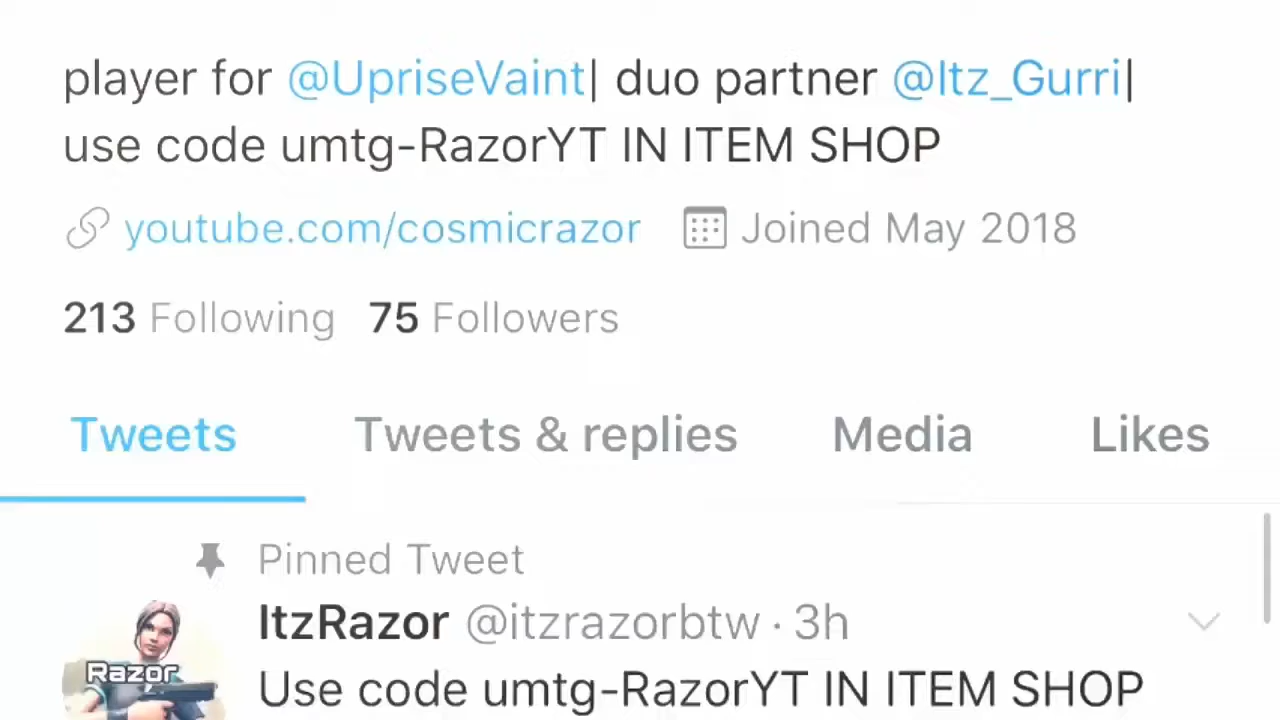 player for @UpriseVaint| duo partner @Itz_Gurri|
use code umtg-RazorYT IN ITEM SHOP
youtube.com/cosmicrazor Joined May 2018
213 Following 75 Followers
Tweets Tweets & replies Media Likes
Pinned Tweet
ItzRazor @itzrazorbtw · 3h
Razor
Use code umtg-RazorYT IN ITEM SHOP